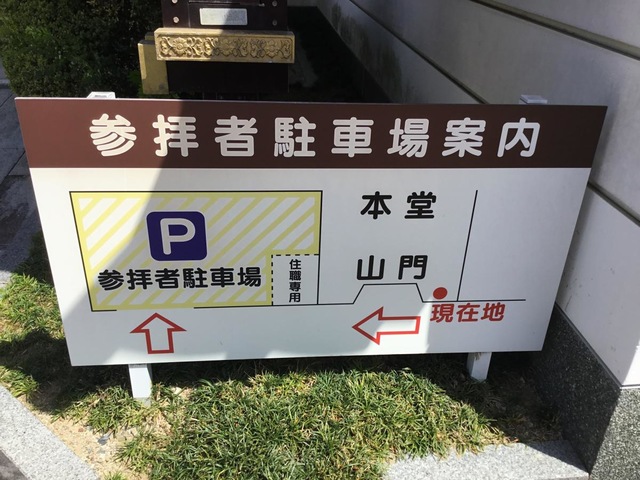 参拝者駐車場案内
P
参拝者駐車場
住職専用
本堂
山門
現在地